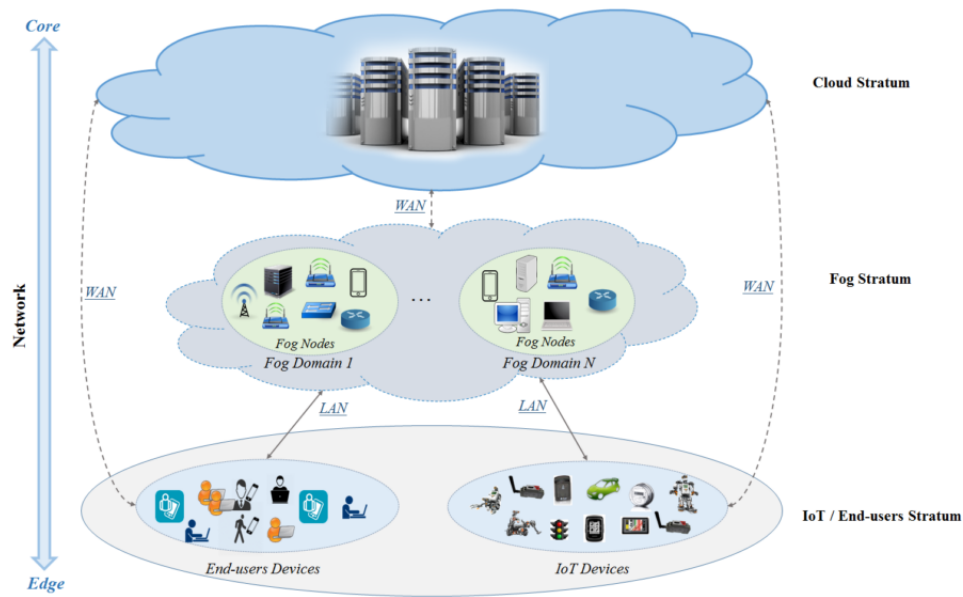 Core
Cloud Stratum
WAN
Fog Stratum
WAN
WAN
Network
...
Fog Nodes
Fog Nodes
Fog Domain 1
Fog Domain N
LAN
LAN
IoT / End-users Stratum
End-users Devices
IoT Devices
Edge